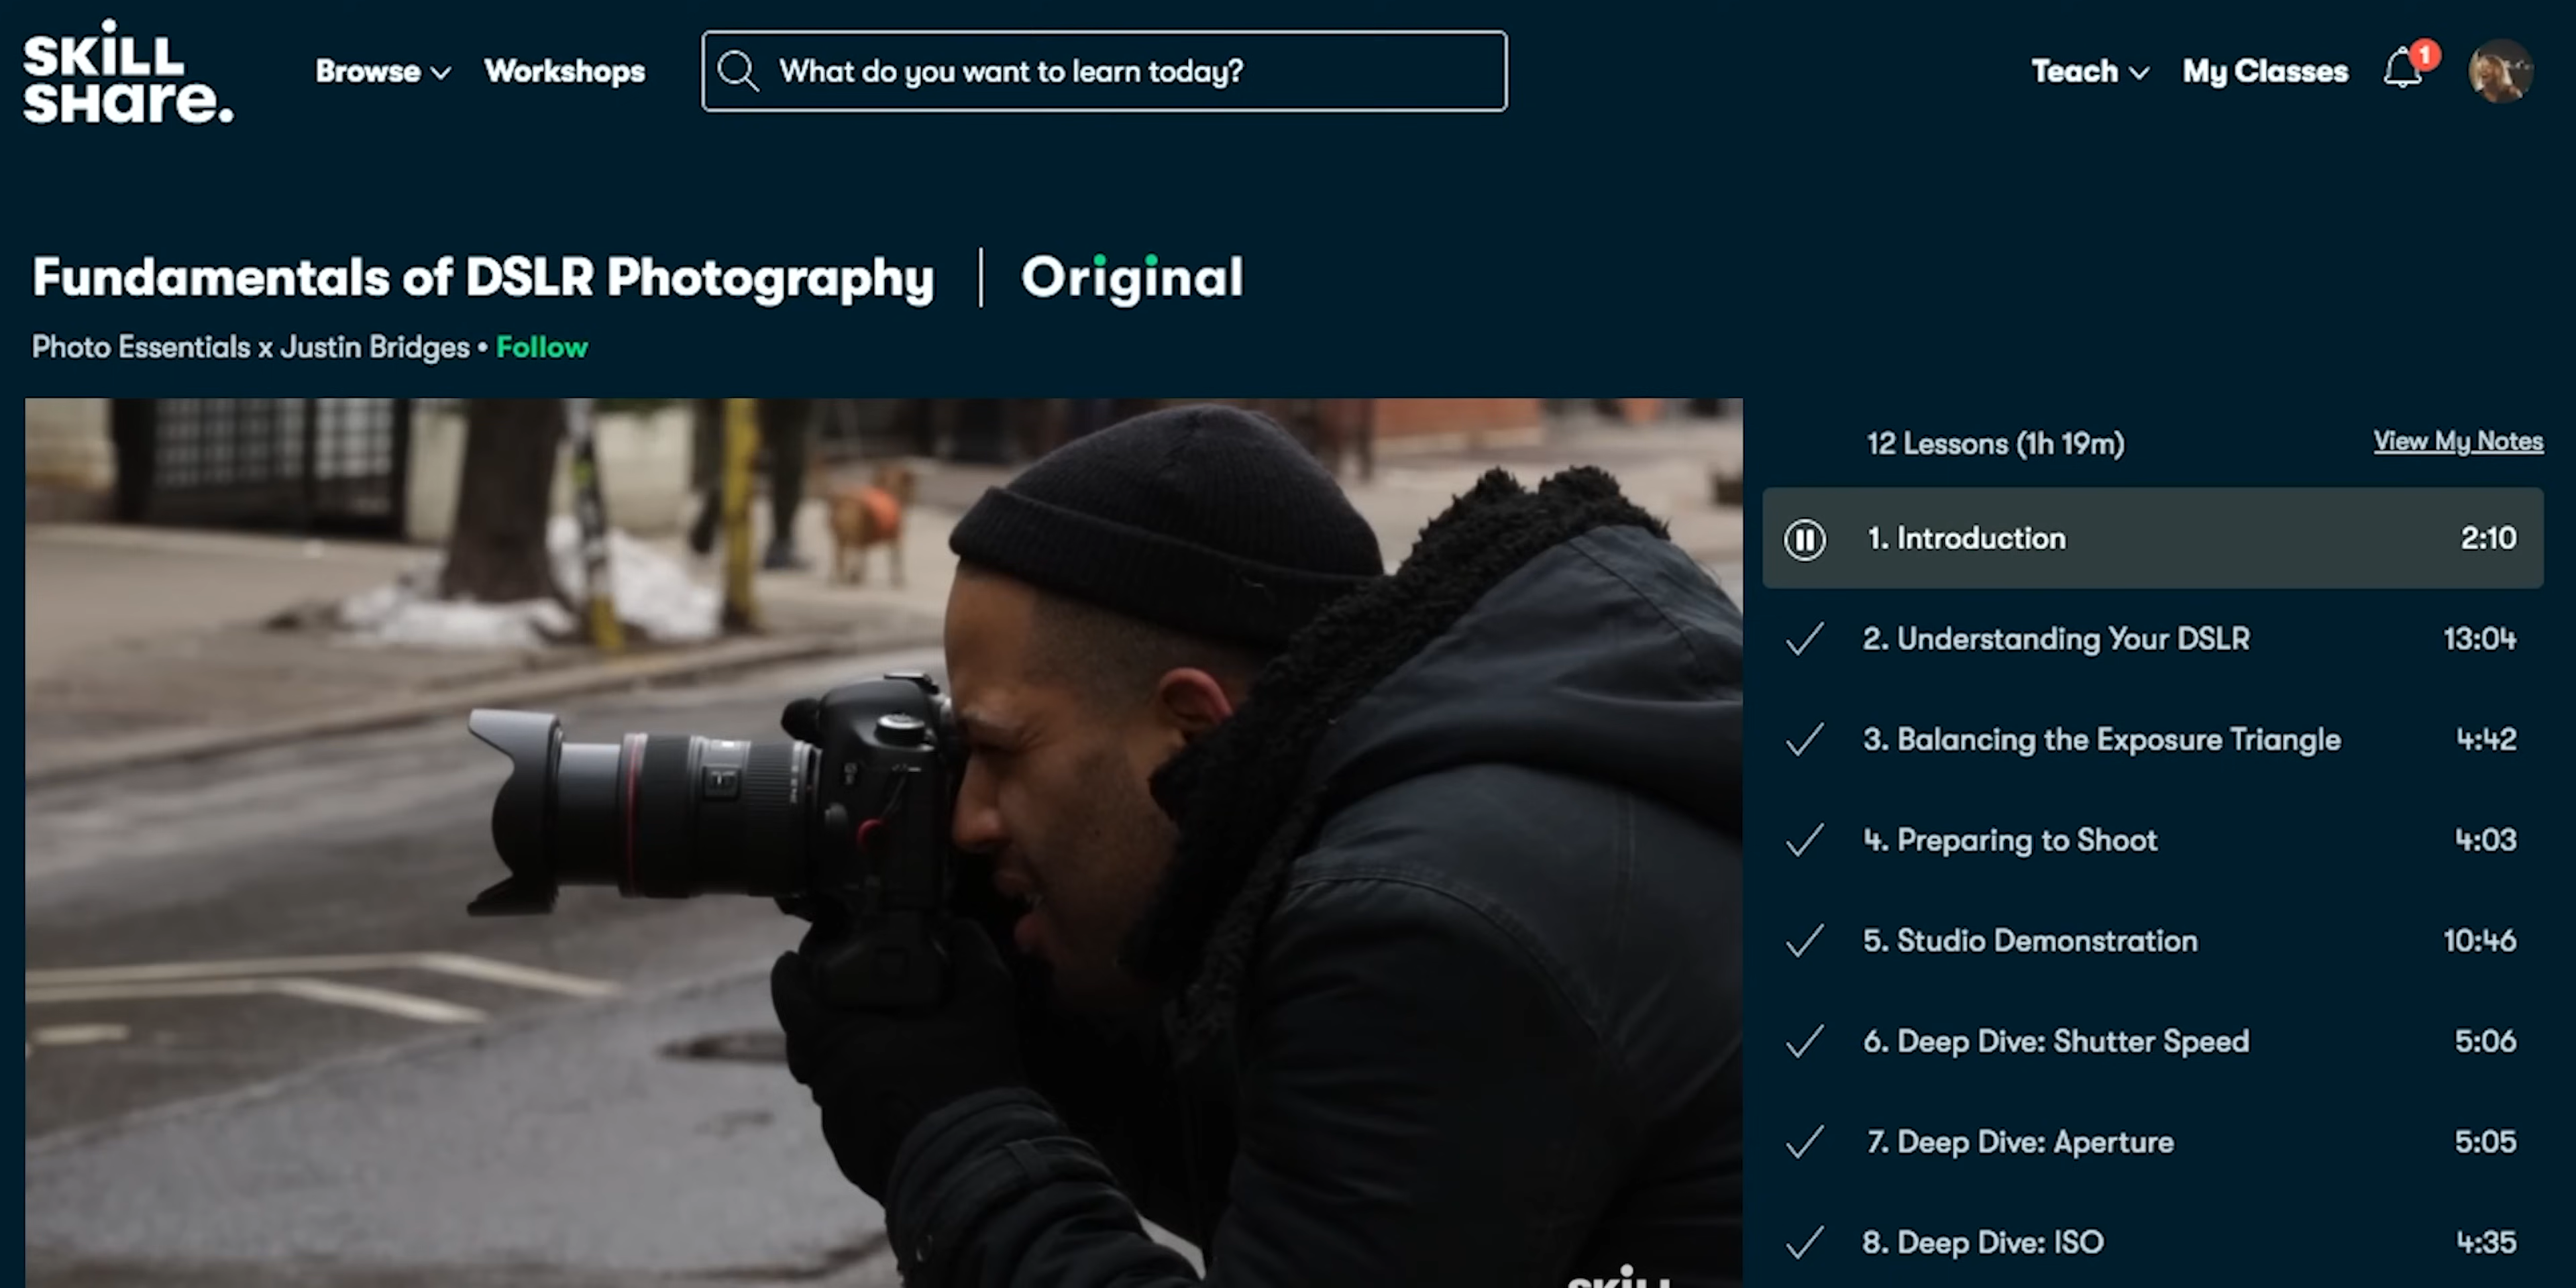 SKiLL
SHare.
Browse
Workshops
What do you want to learn today?
Teach
My Classes
1
Fundamentals of DSLR Photography
Original
Photo Essentials x Justin Bridges • Follow
12 Lessons (1h 19m)
View My Notes
1. Introduction 2:10
2. Understanding Your DSLR 13:04
3. Balancing the Exposure Triangle 4:42
4. Preparing to Shoot 4:03
5. Studio Demonstration 10:46
6. Deep Dive: Shutter Speed 5:06
7. Deep Dive: Aperture 5:05
8. Deep Dive: ISO 4:35
SKiLL